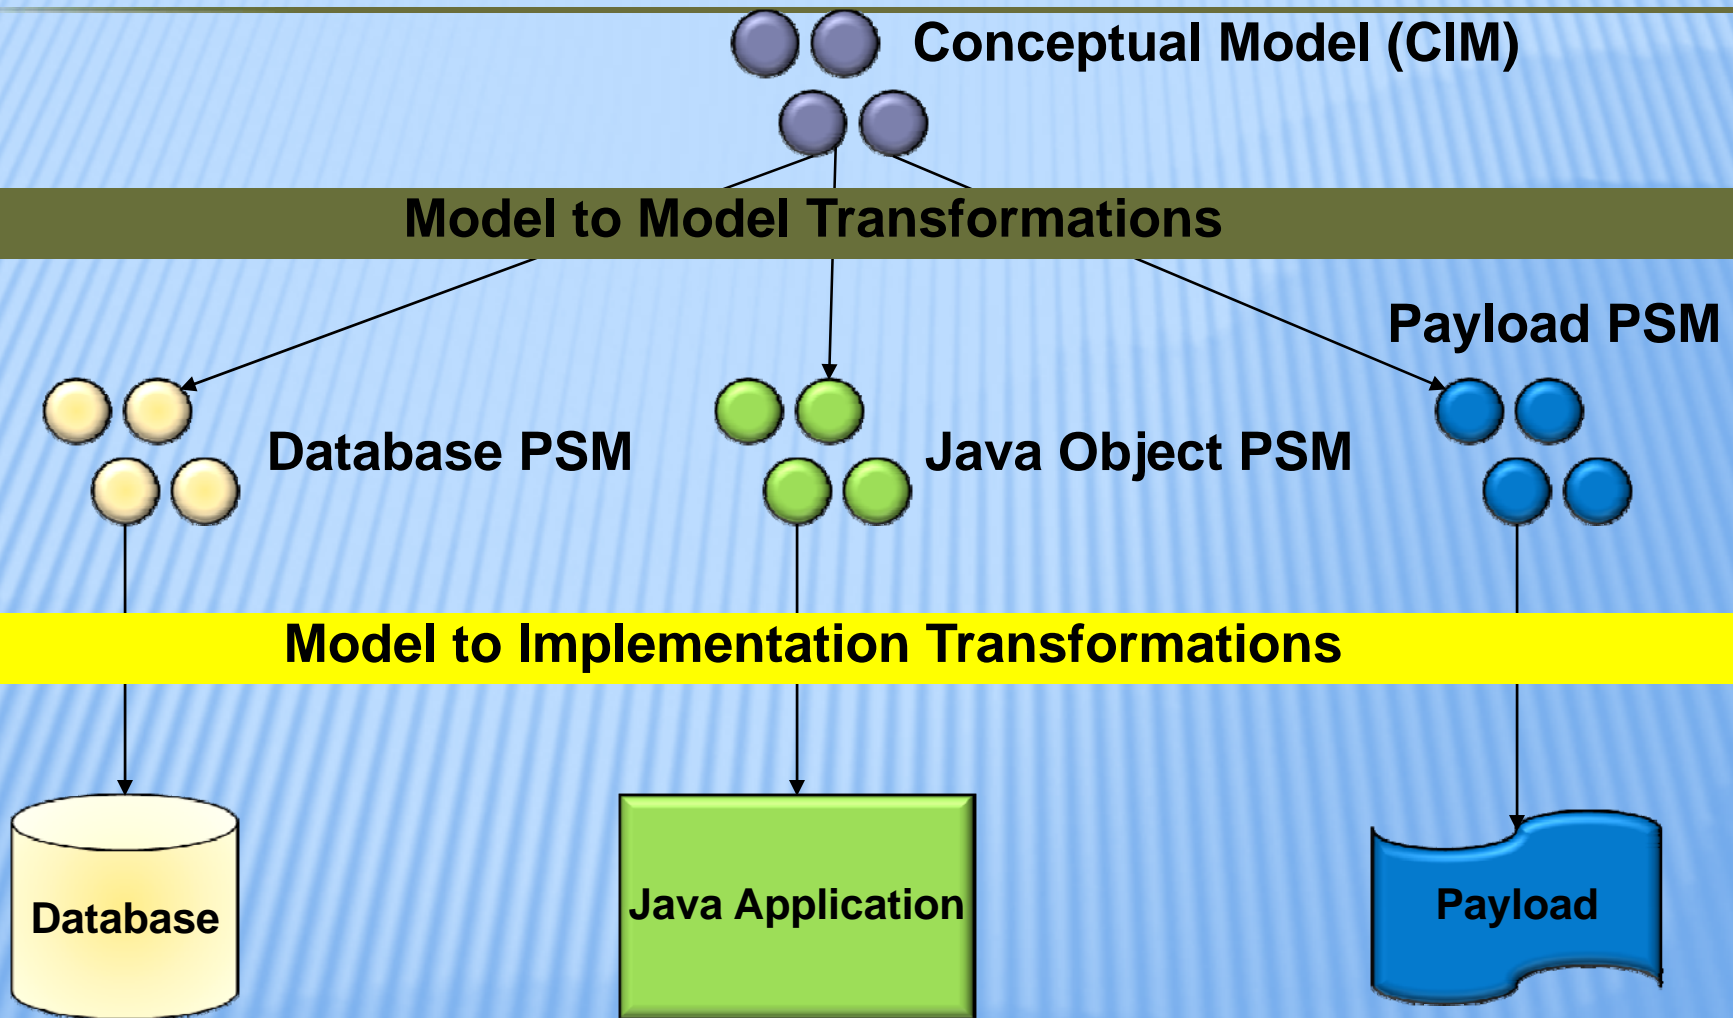 Conceptual Model (CIM)
Model to Model Transformations
Payload PSM
Database PSM
Java Object PSM
Model to Implementation Transformations
Database
Java Application
Payload